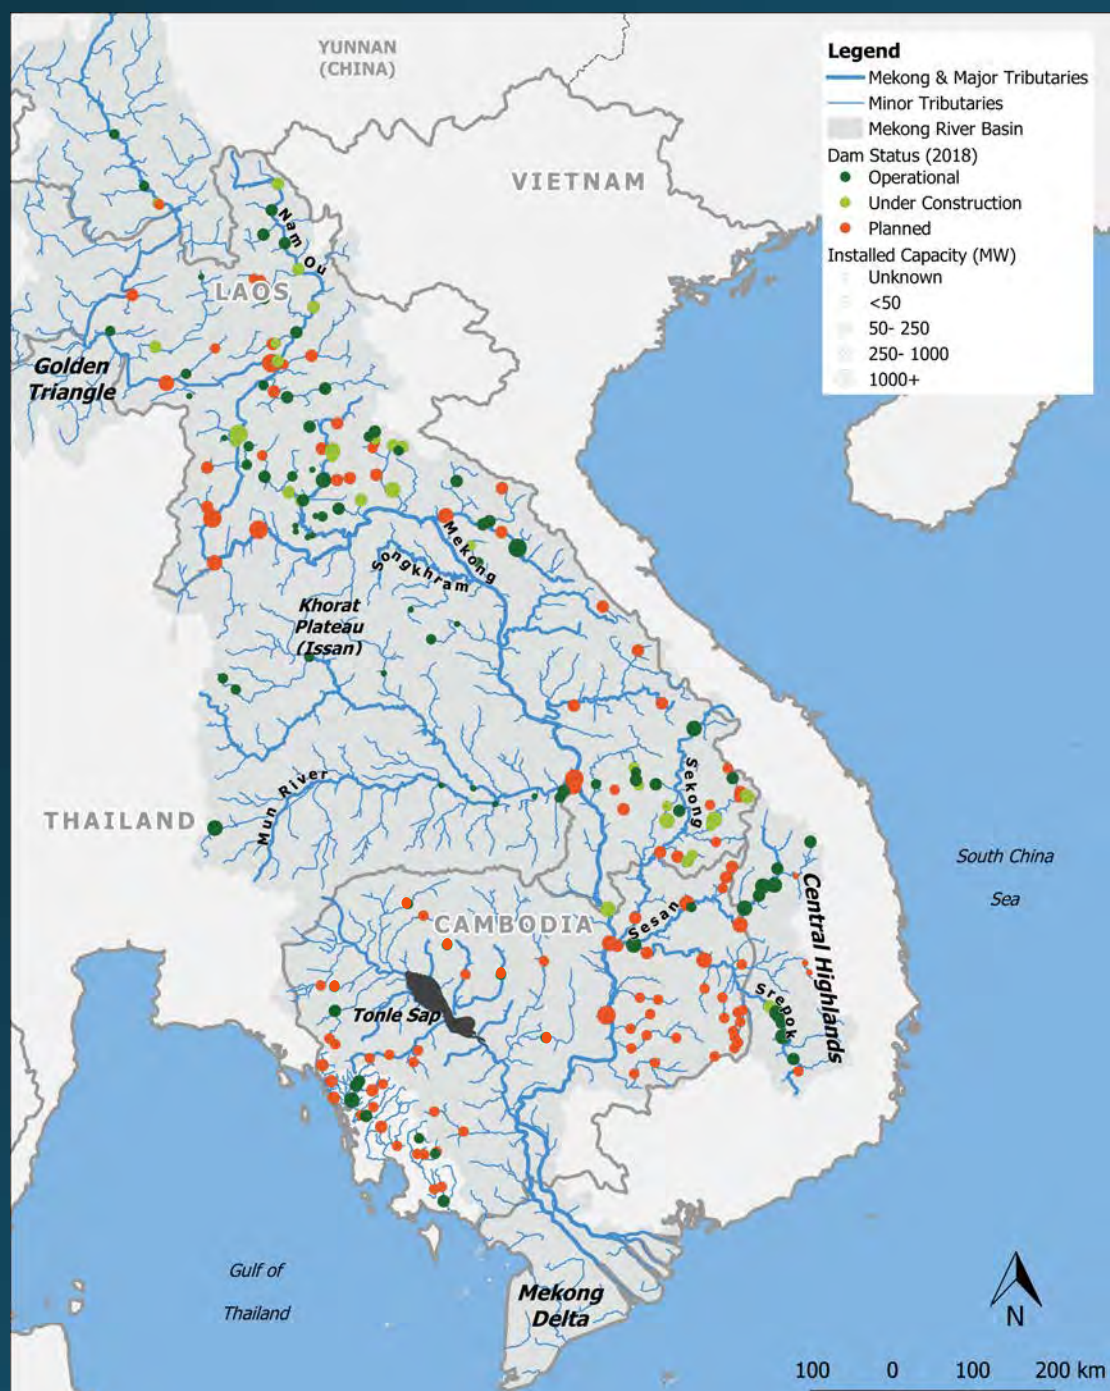 YUNNAN
(CHINA)
Legend
Mekong & Major Tributaries
Minor Tributaries
Mekong River Basin
Dam Status (2018)
Operational
Under Construction
Planned
Installed Capacity (MW)
Unknown
<50
50- 250
250- 1000
1000+
VIETNAM
Nam Ou
LAOS
Golden
Triangle
Mekong
Songkhram
Khorat
Plateau
(Issan)
Sekong
Mun River
THAILAND
South China
Sea
Central Highlands
CAMBODIA
Sesan
Srepok
Tonle Sap
Gulf of
Thailand
Mekong
Delta
N
100 0 100 200 km